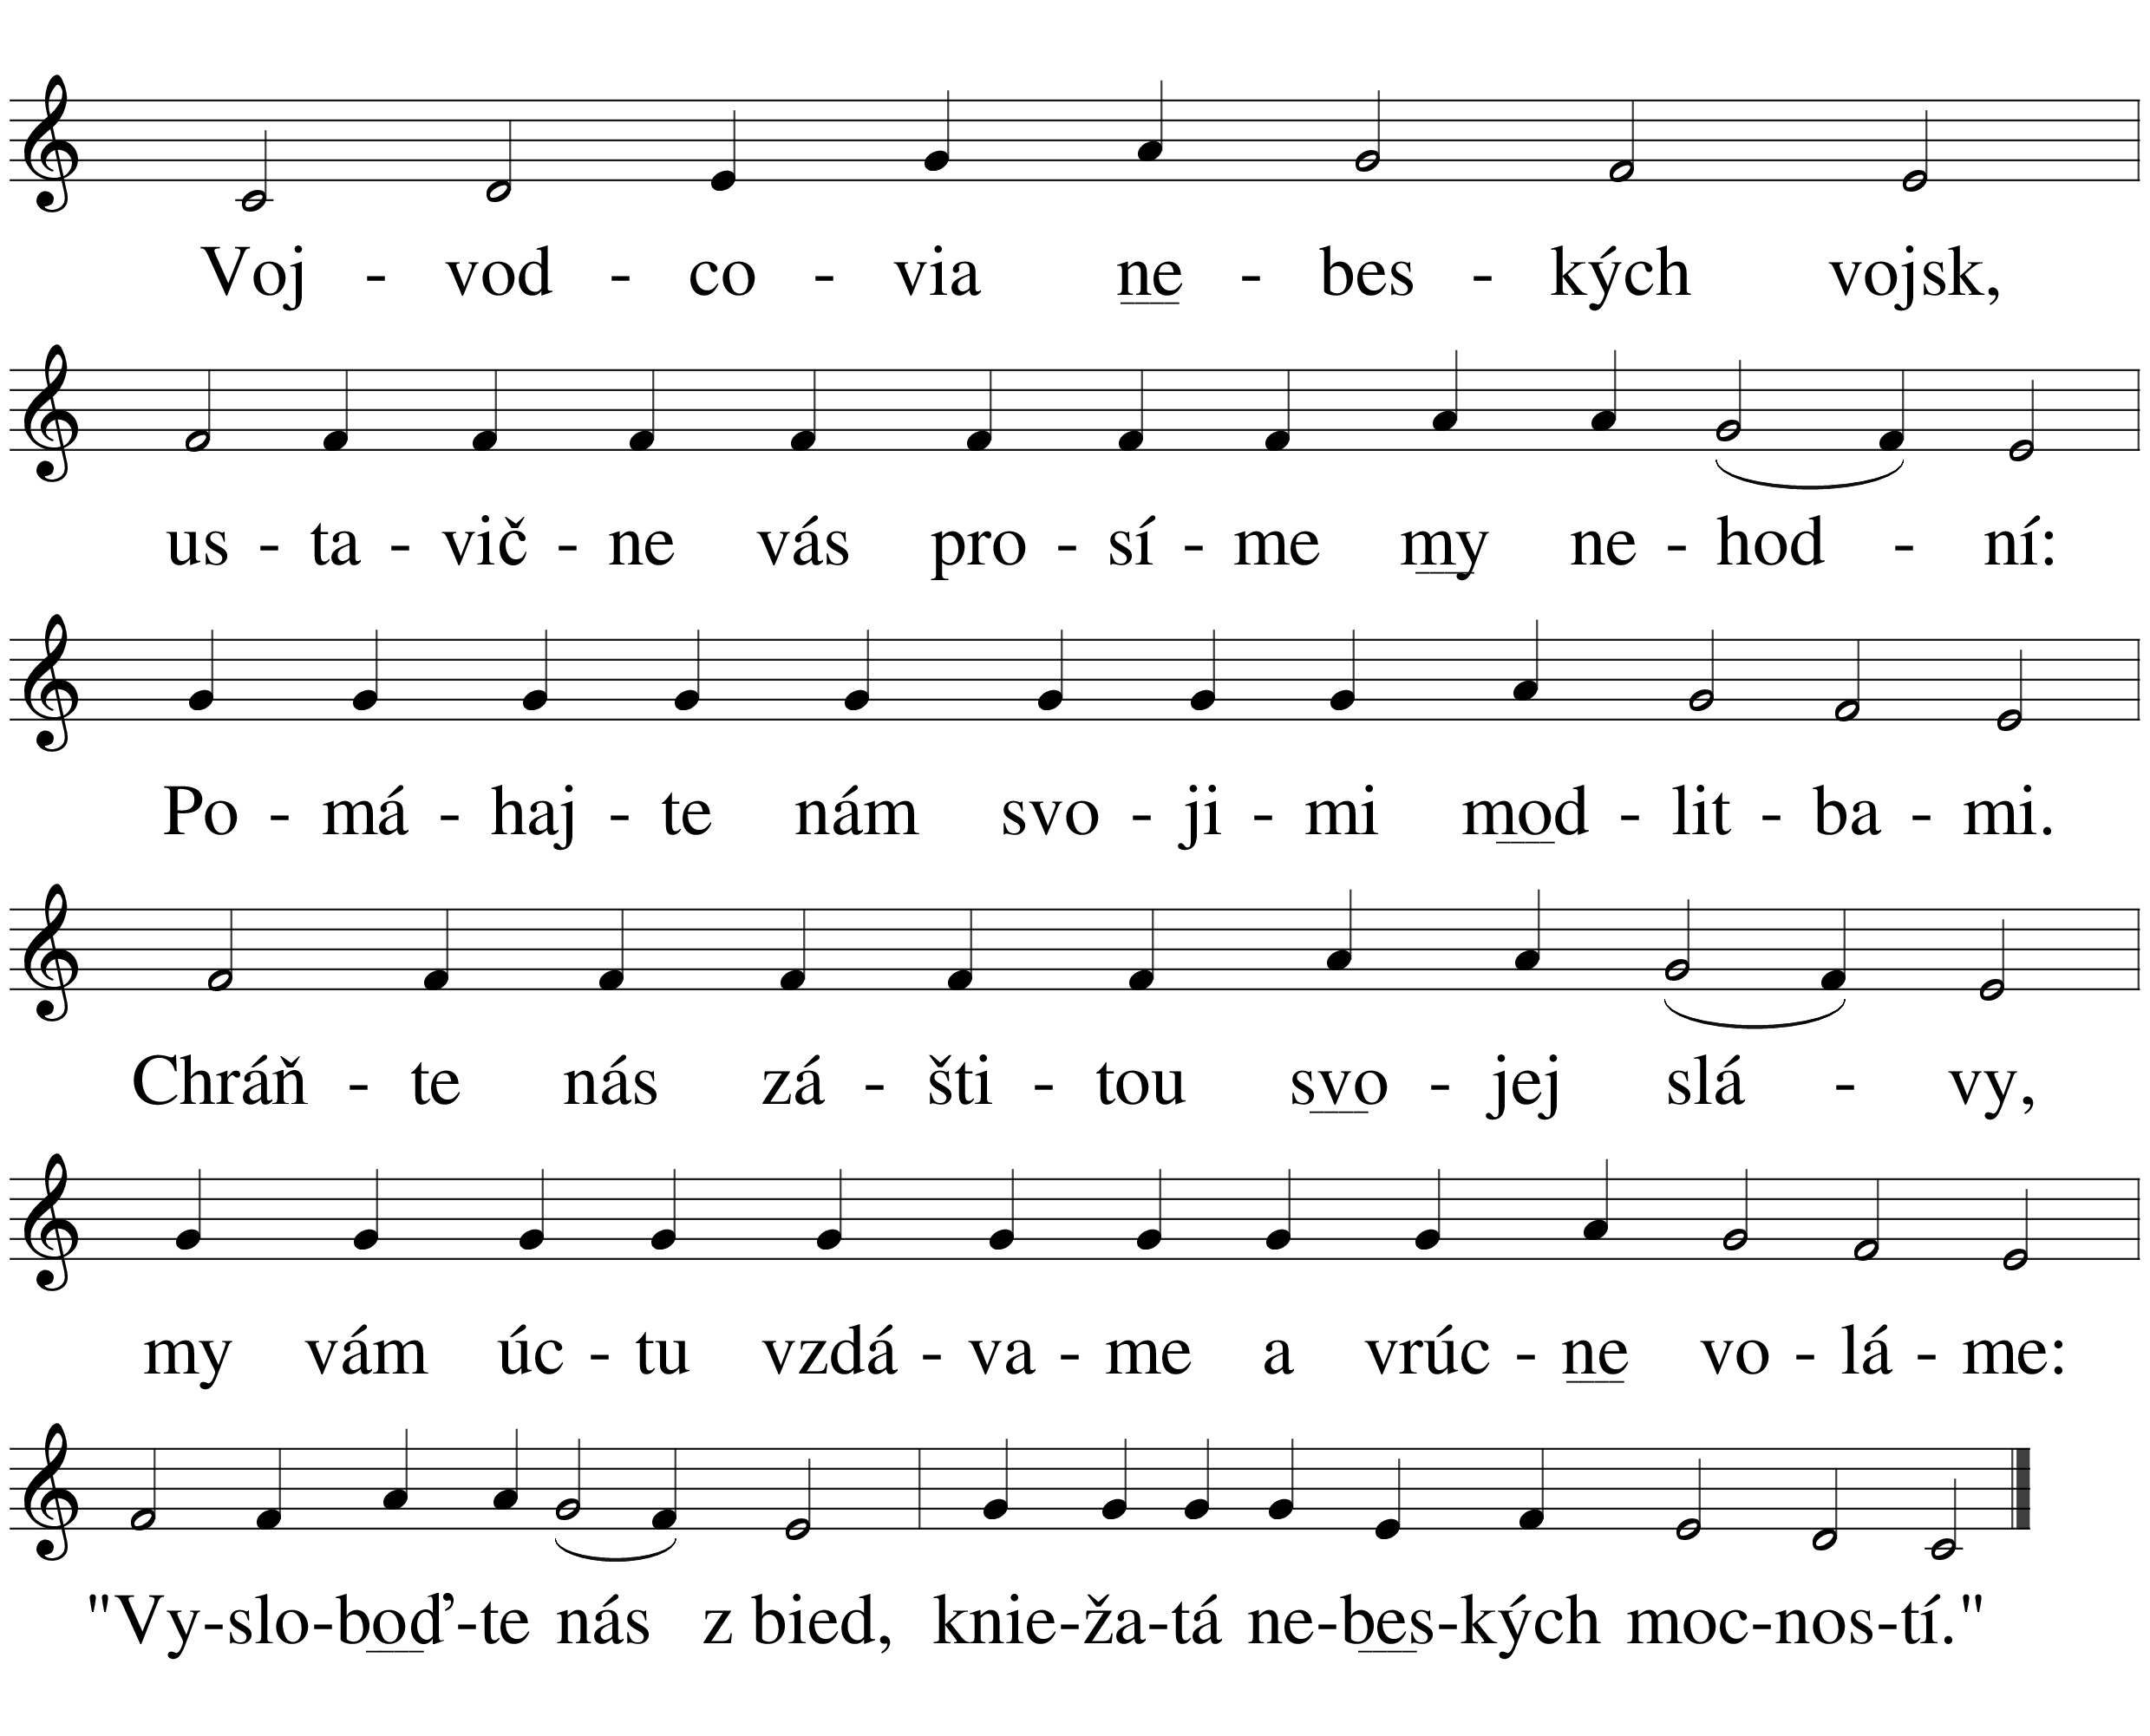 Voj - vod - co - via ne - bes - kých vojsk,
us - ta - vič - ne vás pro - sí - me my ne - hod - ní:
Po - má - haj - te nám svo - ji - mi mod - lit - ba - mi.
Chráň - te nás zá - šti - tou svo - jej slá - vy,
my vám úc - tu vzdá - va - me a vrúc - ne vo - lá - me:
"Vy-slo-boď-te nás z bied, knie-ža-tá ne-bes-kých moc-nos-tí."